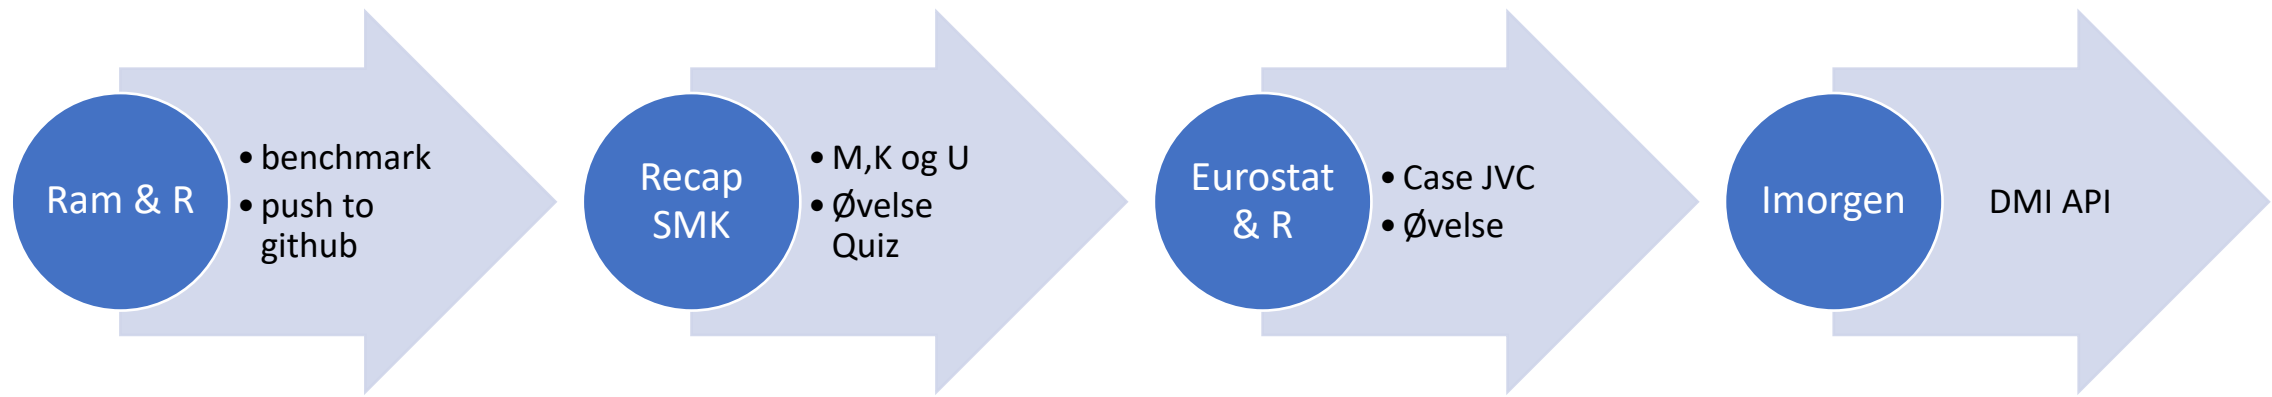 Ram & R
• benchmark
• push to
github
Recap
SMK
• M,K og U
• Øvelse
Quiz
Eurostat
& R
• Case JVC
• Øvelse
Imorgen
DMI API